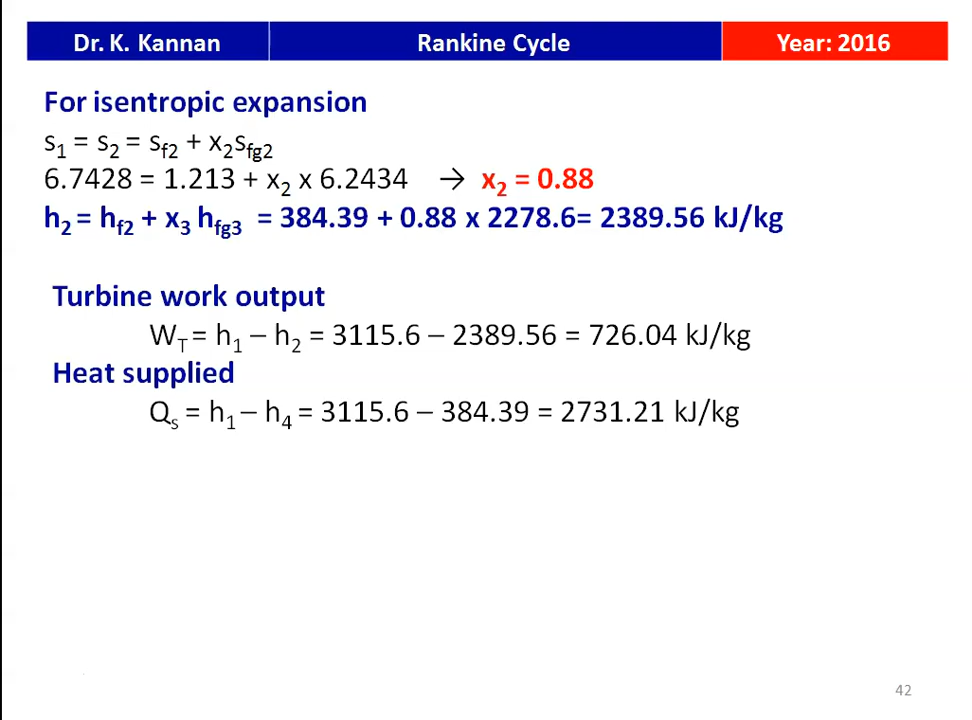 Dr. K. Kannan
Rankine Cycle
Year: 2016
For isentropic expansion
s₁ = s₂ = s_f2 + x₂s_fg2
6.7428 = 1.213 + x₂ x 6.2434 → x₂ = 0.88
h₂ = h_f2 + x₃ h_fg3 = 384.39 + 0.88 x 2278.6= 2389.56 kJ/kg
Turbine work output
W_T = h₁ – h₂ = 3115.6 – 2389.56 = 726.04 kJ/kg
Heat supplied
Q_s = h₁ – h₄ = 3115.6 – 384.39 = 2731.21 kJ/kg
42